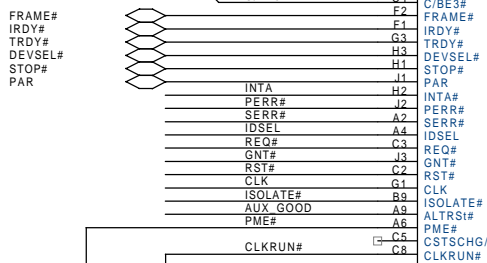 C/BE3#
FRAME# F2 FRAME#
IRDY# F1 IRDY#
TRDY# G3 TRDY#
DEVSEL# H3 DEVSEL#
STOP# H1 STOP#
PAR J1 PAR
INTA H2 INTA#
PERR# J2 PERR#
SERR# A2 SERR#
IDSEL A4 IDSEL
REQ# C3 REQ#
GNT# J3 GNT#
RST# C2 RST#
CLK G1 CLK
ISOLATE# B9 ISOLATE#
AUX_GOOD A9 ALTRSt#
PME# A6 PME#
C5 CSTSCHG/
CLKRUN# C8 CLKRUN#